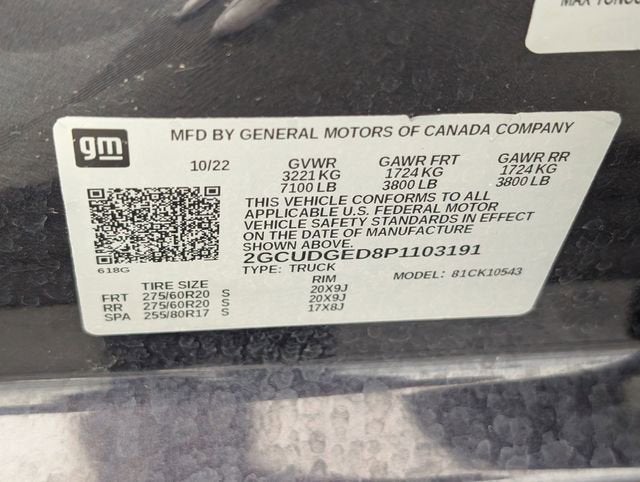 gm
MFD BY GENERAL MOTORS OF CANADA COMPANY
10/22 GVWR GAWR FRT GAWR RR
3221 KG 1724 KG 1724 KG
7100 LB 3800 LB 3800 LB
THIS VEHICLE CONFORMS TO ALL
APPLICABLE U.S. FEDERAL MOTOR
VEHICLE SAFETY STANDARDS IN EFFECT
ON THE DATE OF MANUFACTURE
SHOWN ABOVE.
2GCUDGED8P1103191
618G
TYPE: TRUCK MODEL: 81CK10543
TIRE SIZE RIM
FRT 275/60R20 S 20X9J
RR 275/60R20 S 20X9J
SPA 255/80R17 S 17X8J